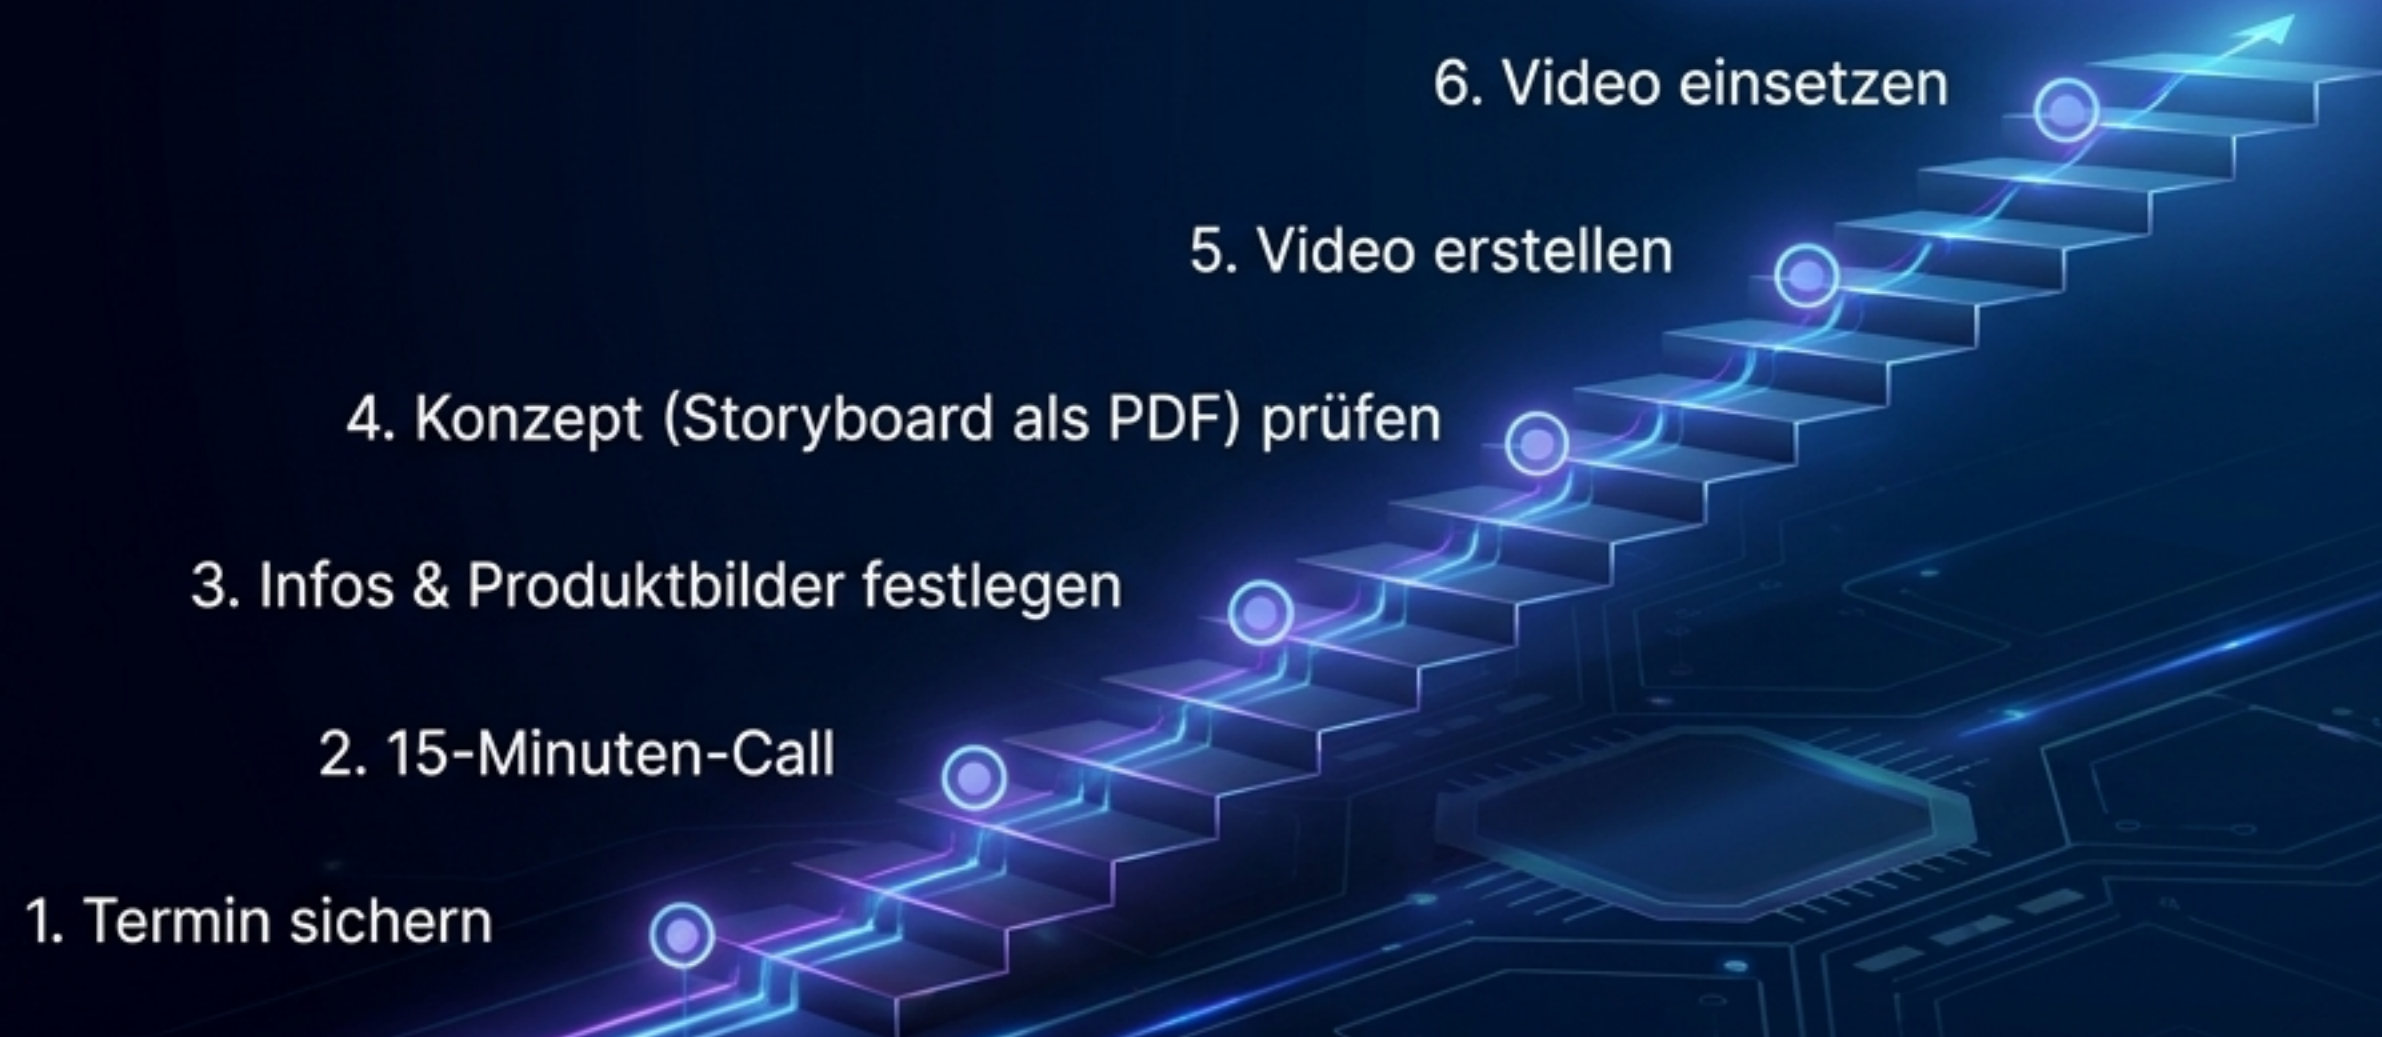 6. Video einsetzen
5. Video erstellen
4. Konzept (Storyboard als PDF) prüfen
3. Infos & Produktbilder festlegen
2. 15-Minuten-Call
1. Termin sichern